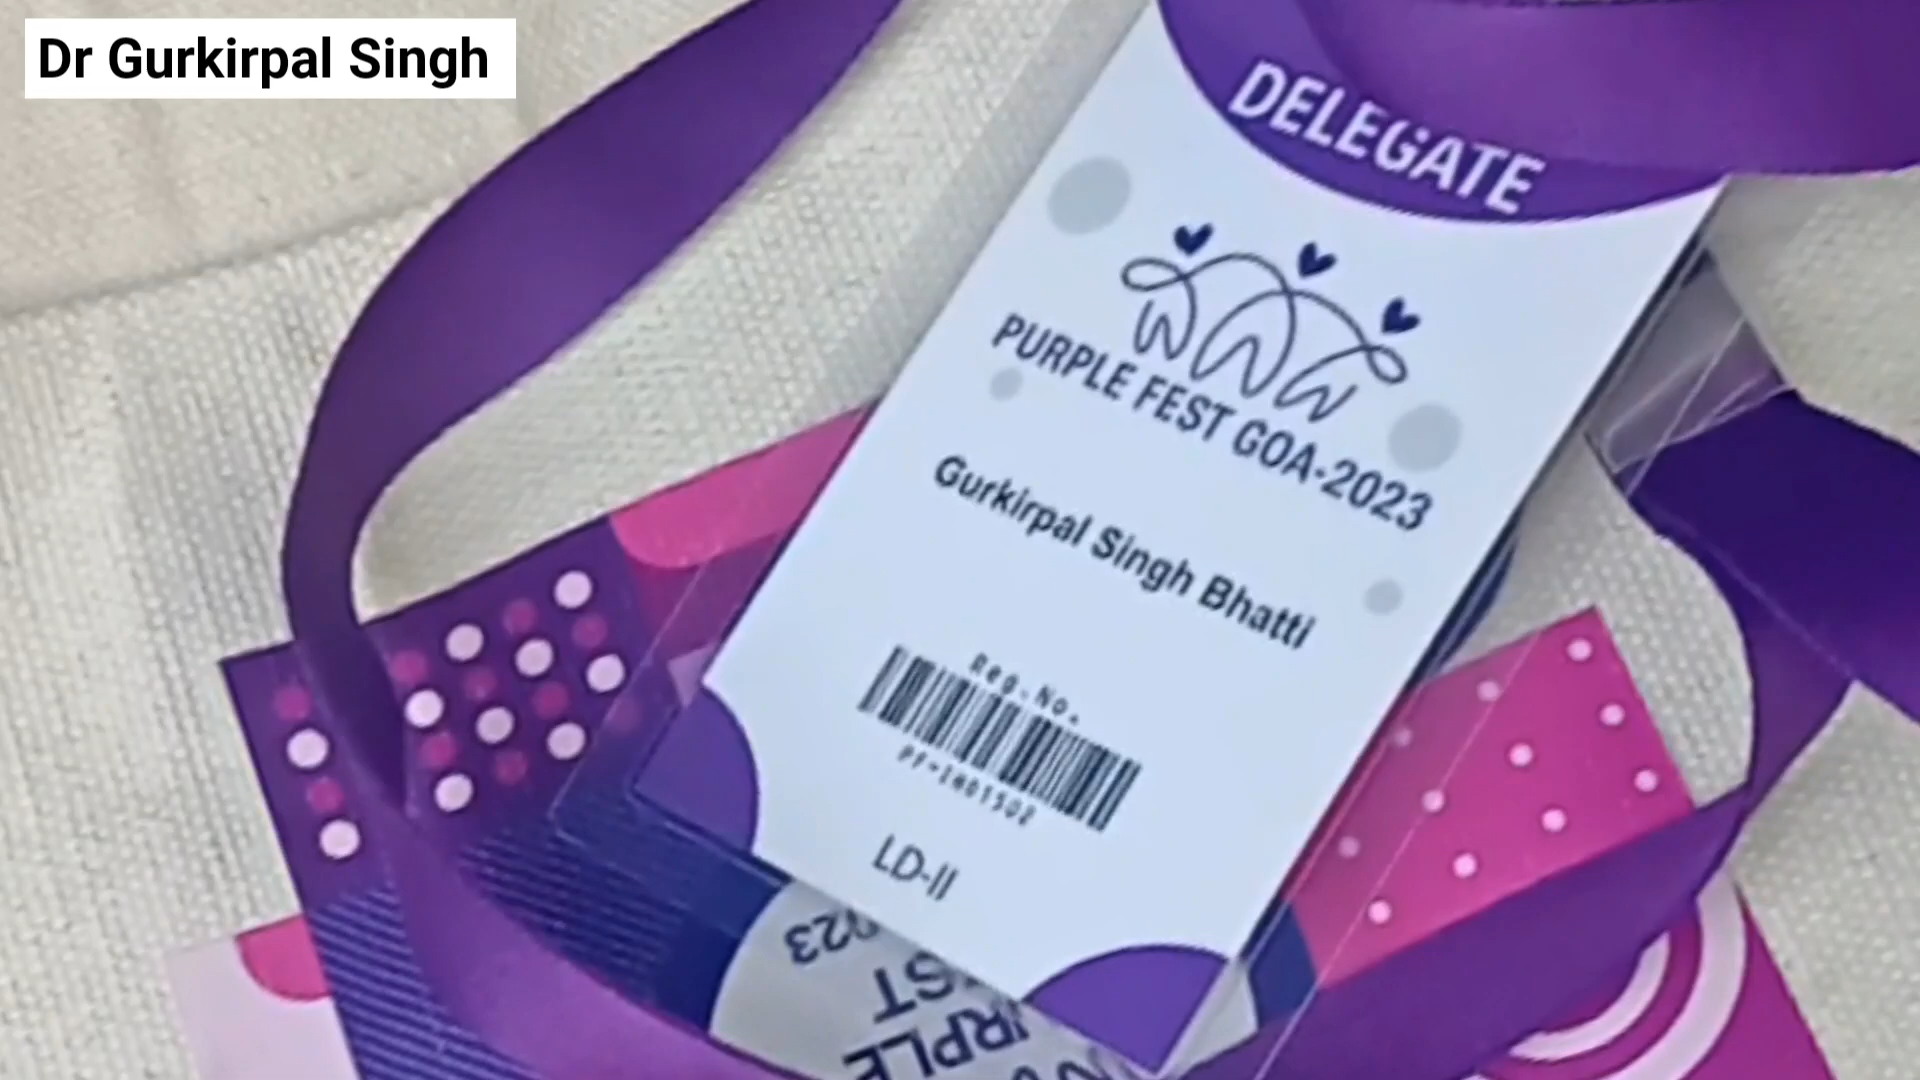 Dr Gurkirpal Singh
DELEGATE
PURPLE FEST GOA-2023
Gurkirpal Singh Bhatti
Reg.No.
LD-II